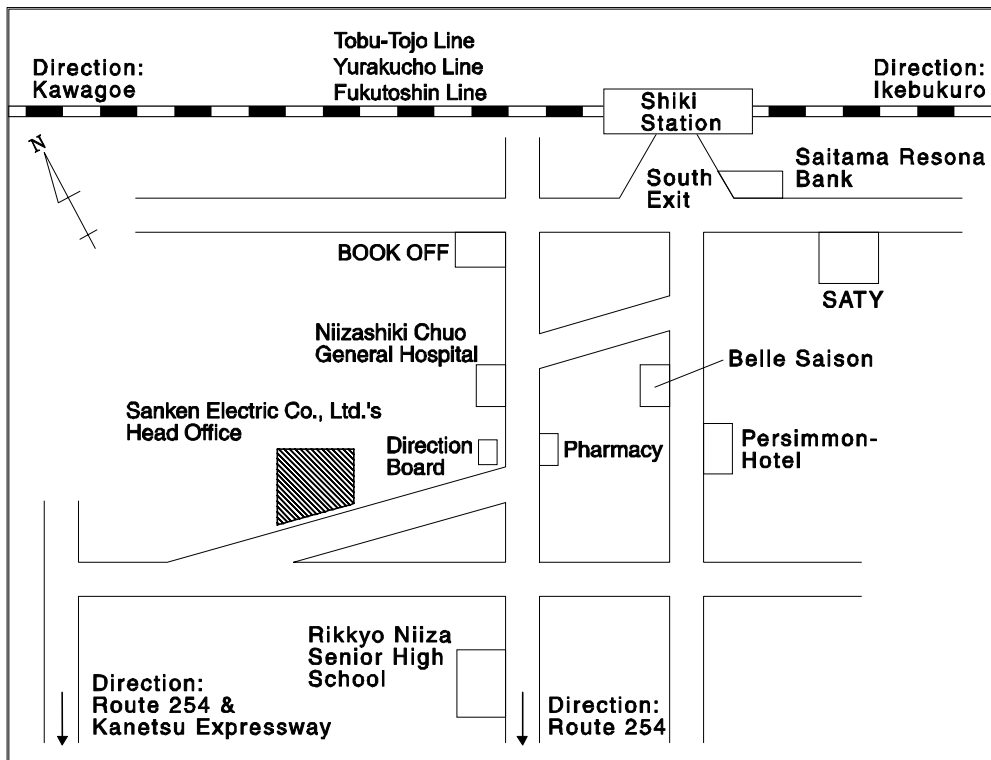 Direction:
Kawagoe
Tobu-Tojo Line
Yurakucho Line
Fukutoshin Line
Direction:
Ikebukuro
Shiki
Station
N
South
Exit
Saitama Resona
Bank
BOOK OFF
SATY
Niizashiki Chuo
General Hospital
Belle Saison
Sanken Electric Co., Ltd.'s
Head Office
Direction
Board
Pharmacy
Persimmon-
Hotel
Rikkyo Niiza
Senior High
School
Direction:
Route 254 &
Kanetsu Expressway
Direction:
Route 254